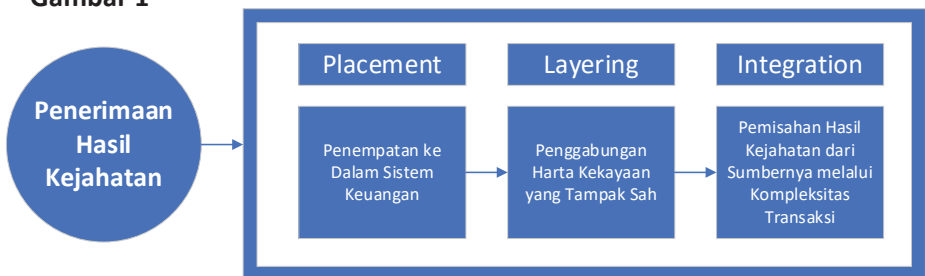 Gambar 1
Penerimaan
Hasil
Kejahatan
Placement
Layering
Integration
Penempatan ke
Dalam Sistem
Keuangan
Penggabungan
Harta Kekayaan
yang Tampak Sah
Pemisahan Hasil
Kejahatan dari
Sumbernya melalui
Kompleksitas
Transaksi